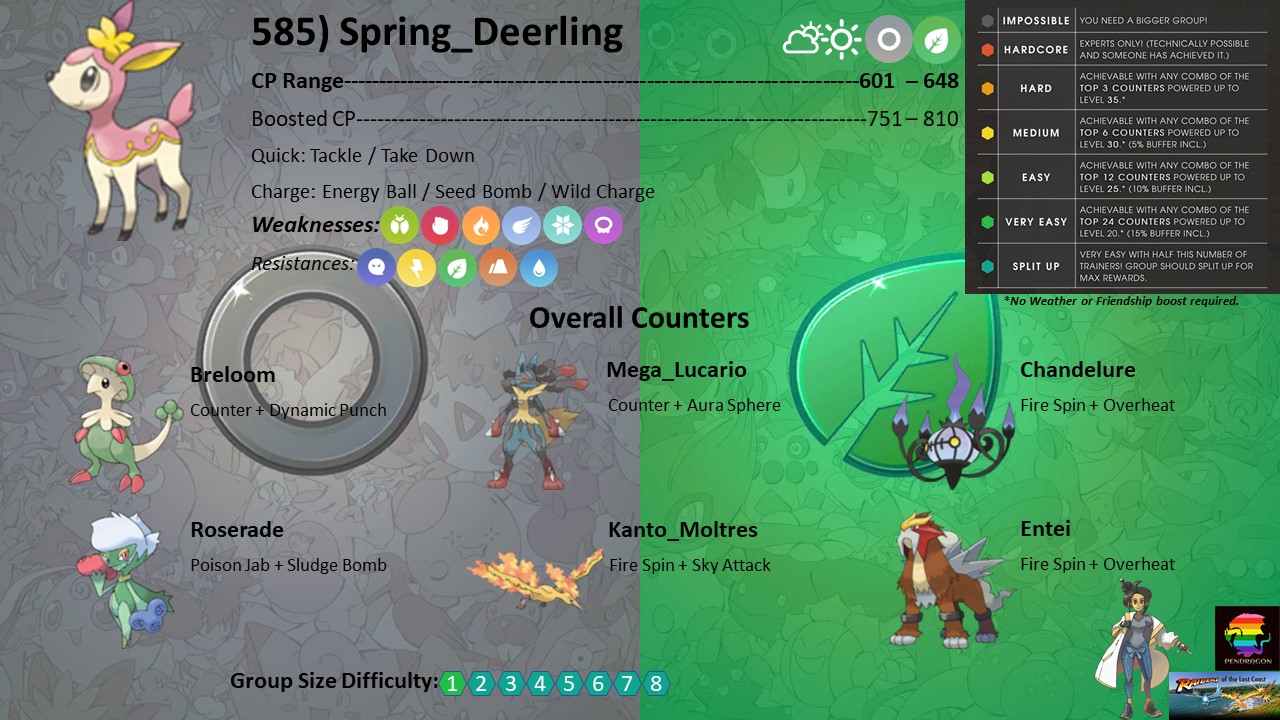 585) Spring_Deerling
CP Range---------------------------------------------------------------------------------601 – 648
Boosted CP---------------------------------------------------------------------------------751 – 810
Quick: Tackle / Take Down
Charge: Energy Ball / Seed Bomb / Wild Charge
Weaknesses:
Resistances:
IMPOSSIBLE YOU NEED A BIGGER GROUP!
HARDCORE EXPERTS ONLY! (TECHNICALLY POSSIBLE
AND SOMEONE HAS ACHIEVED IT.)
HARD ACHIEVABLE WITH ANY COMBO OF THE
TOP 3 COUNTERS POWERED UP TO
LEVEL 35.*
MEDIUM ACHIEVABLE WITH ANY COMBO OF THE
TOP 6 COUNTERS POWERED UP TO
LEVEL 30.* (5% BUFFER INCL.)
EASY ACHIEVABLE WITH ANY COMBO OF THE
TOP 12 COUNTERS POWERED UP TO
LEVEL 25.* (10% BUFFER INCL.)
VERY EASY ACHIEVABLE WITH ANY COMBO OF THE
TOP 24 COUNTERS POWERED UP TO
LEVEL 20.* (15% BUFFER INCL.)
SPLIT UP VERY EASY WITH HALF THIS NUMBER OF
TRAINERS! GROUP SHOULD SPLIT UP FOR
MAX REWARDS.
*No Weather or Friendship boost required.
Overall Counters
Breloom
Counter + Dynamic Punch
Mega_Lucario
Counter + Aura Sphere
Chandelure
Fire Spin + Overheat
Roserade
Poison Jab + Sludge Bomb
Kanto_Moltres
Fire Spin + Sky Attack
Entei
Fire Spin + Overheat
Group Size Difficulty: 1 2 3 4 5 6 7 8
PENDRAGON
RAIDERS of the Lost Coast